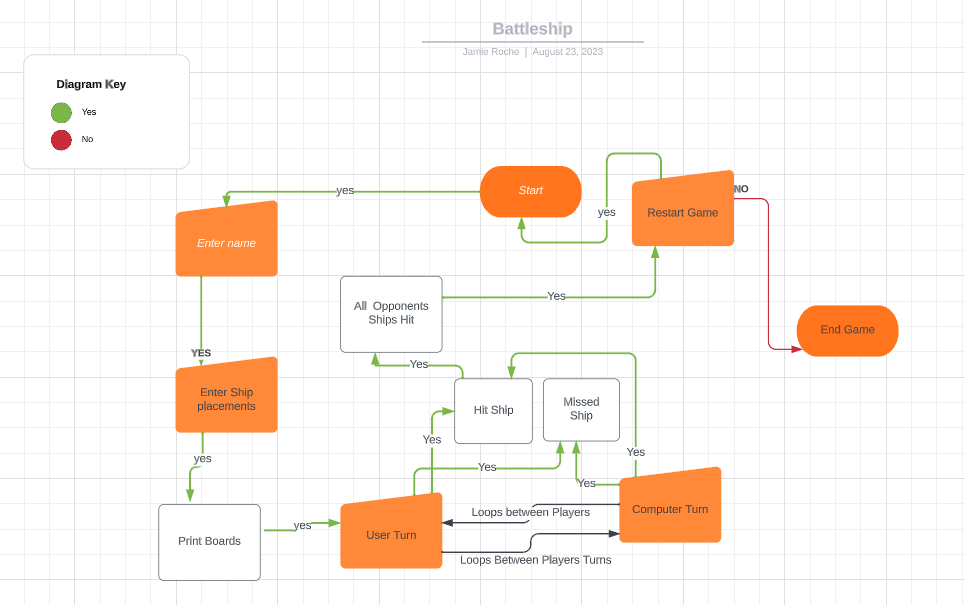 Battleship
Jamie Roche | August 23, 2023
Diagram Key
Yes
No
Start
yes
Enter name
yes
Restart Game
NO
All Opponents
Ships Hit
Yes
End Game
YES
Enter Ship
placements
Yes
Hit Ship
Missed
Ship
Yes
Yes
Yes
Yes
yes
Print Boards
yes
User Turn
Loops between Players
Computer Turn
Loops Between Players Turns